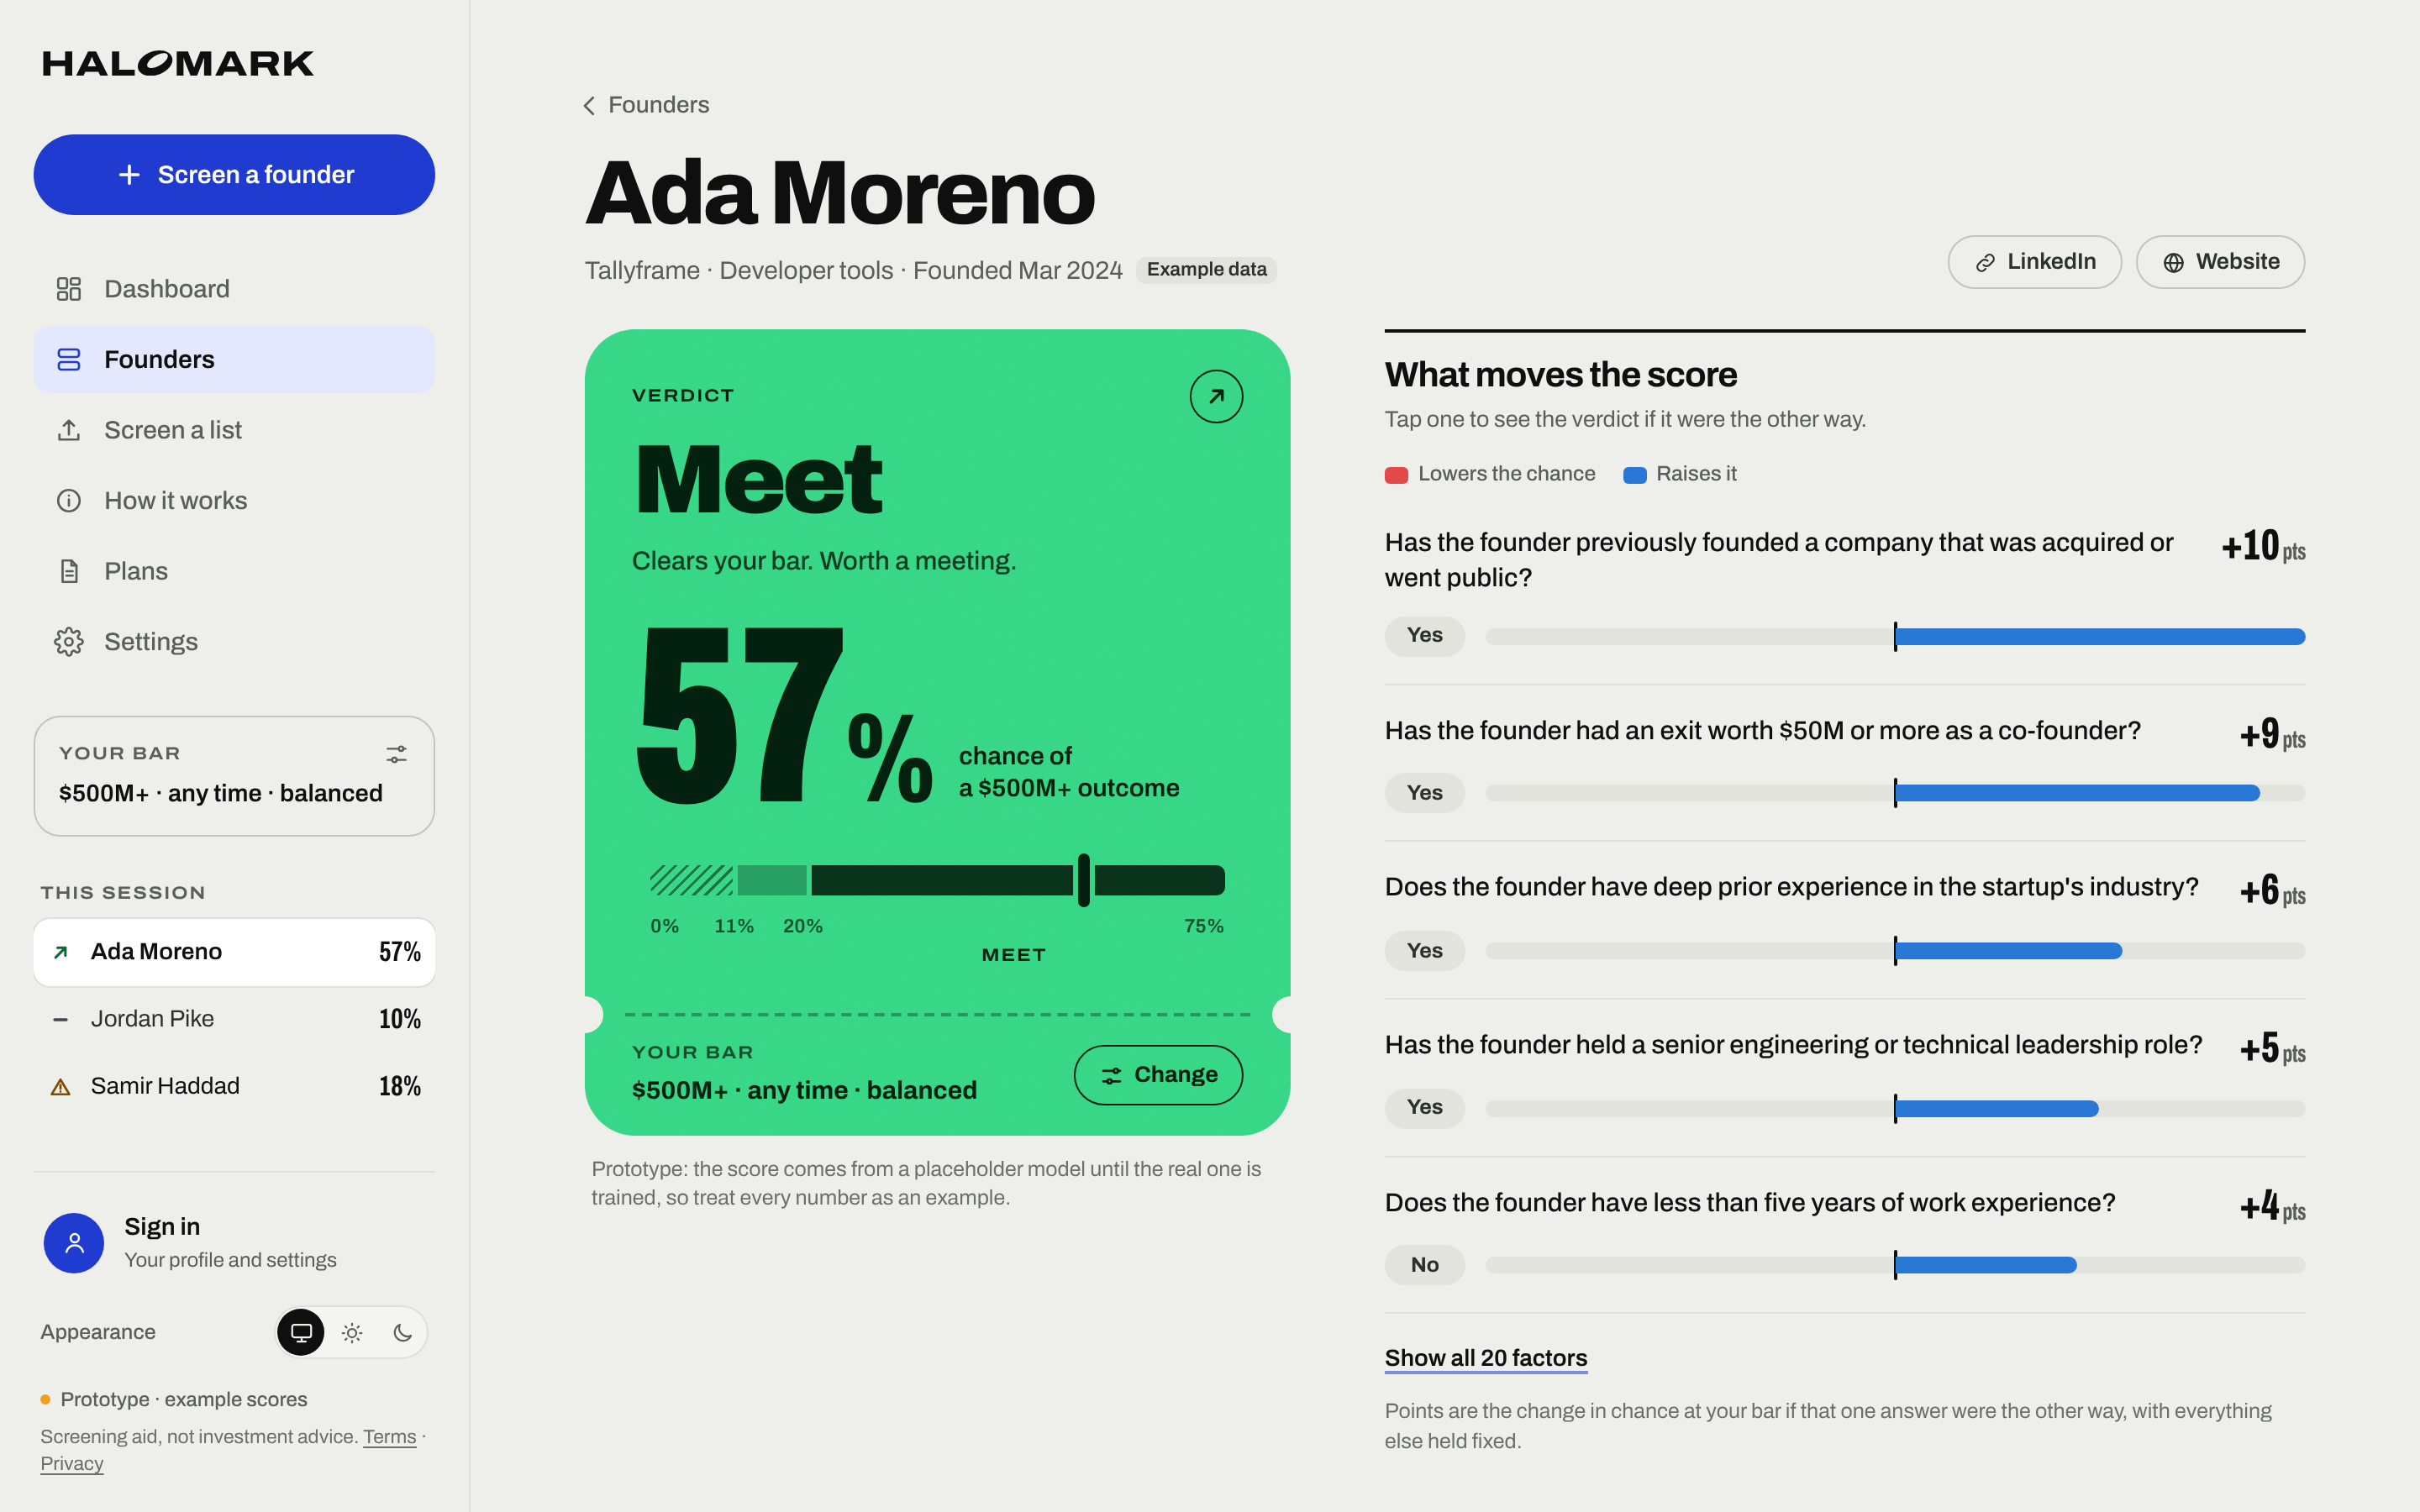 HALOMARK
Screen a founder
Dashboard
Founders
Screen a list
How it works
Plans
Settings
YOUR BAR
$500M+ · any time · balanced
THIS SESSION
Ada Moreno 57%
Jordan Pike 10%
Samir Haddad 18%
Sign in
Your profile and settings
Appearance
Prototype · example scores
Screening aid, not investment advice. Terms ·
Privacy
Founders
Ada Moreno
Tallyframe · Developer tools · Founded Mar 2024 Example data
LinkedIn
Website
VERDICT
Meet
Clears your bar. Worth a meeting.
57%
chance of
a $500M+ outcome
0% 11% 20% 75%
MEET
YOUR BAR
$500M+ · any time · balanced
Change
Prototype: the score comes from a placeholder model until the real one is
trained, so treat every number as an example.
What moves the score
Tap one to see the verdict if it were the other way.
Lowers the chance Raises it
Has the founder previously founded a company that was acquired or
went public?
+10 pts
Yes
Has the founder had an exit worth $50M or more as a co-founder?
+9 pts
Yes
Does the founder have deep prior experience in the startup's industry?
+6 pts
Yes
Has the founder held a senior engineering or technical leadership role?
+5 pts
Yes
Does the founder have less than five years of work experience?
+4 pts
No
Show all 20 factors
Points are the change in chance at your bar if that one answer were the other way, with everything
else held fixed.